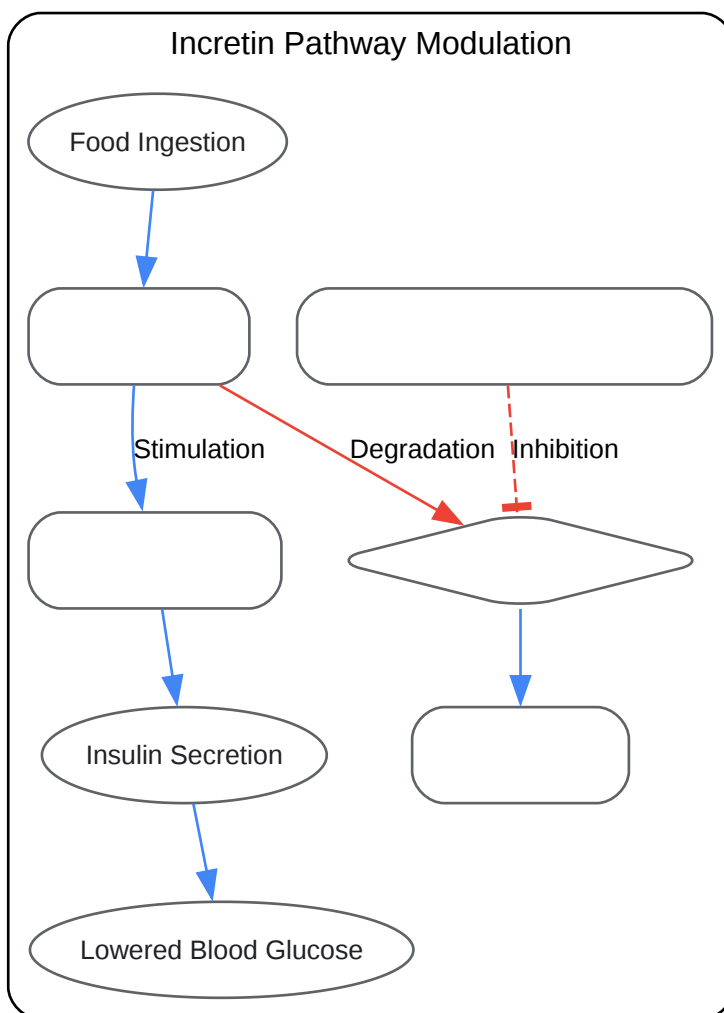 Incretin Pathway Modulation
Food Ingestion
Stimulation
Degradation
Inhibition
Insulin Secretion
Lowered Blood Glucose